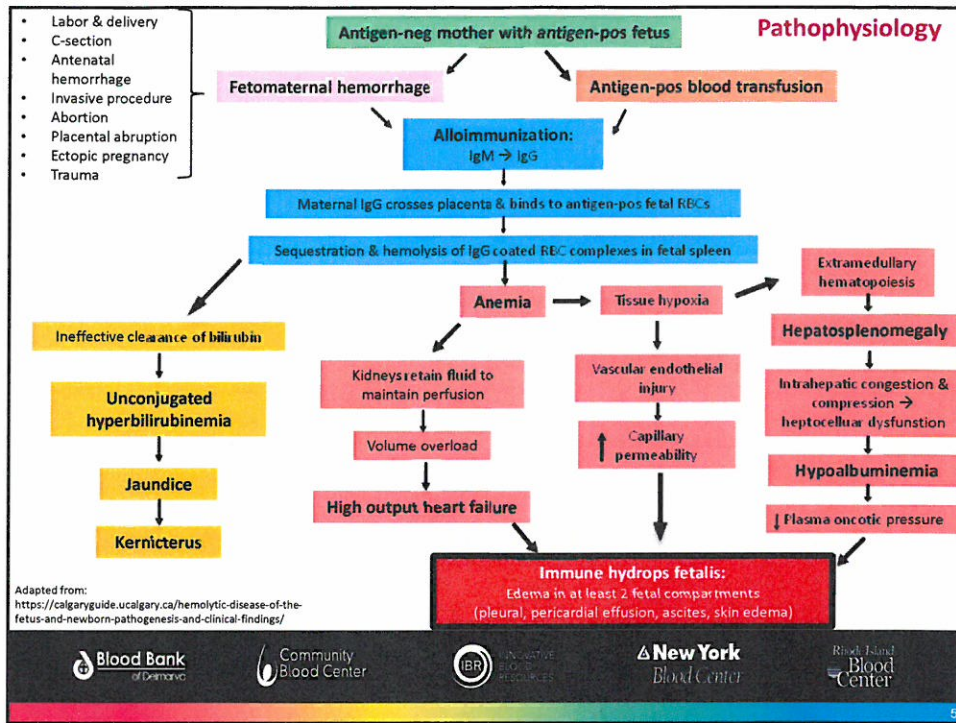 Pathophysiology
• Labor & delivery
• C-section
• Antenatal
hemorrhage
• Invasive procedure
• Abortion
• Placental abruption
• Ectopic pregnancy
• Trauma
Antigen-neg mother with antigen-pos fetus
Fetomaternal hemorrhage
Antigen-pos blood transfusion
Alloimmunization:
IgM → IgG
Maternal IgG crosses placenta & binds to antigen-pos fetal RBCs
Sequestration & hemolysis of IgG coated RBC complexes in fetal spleen
Ineffective clearance of bilirubin
Unconjugated
hyperbilirubinemia
Jaundice
Kernicterus
Anemia
Kidneys retain fluid to
maintain perfusion
Volume overload
High output heart failure
Tissue hypoxia
Vascular endothelial
injury
↑ Capillary
permeability
Extramedullary
hematopoiesis
Hepatosplenomegaly
Intrahepatic congestion &
compression →
heptocelluar dysfunstion
Hypoalbuminemia
↓ Plasma oncotic pressure
Immune hydrops fetalis:
Edema in at least 2 fetal compartments
(pleural, pericardial effusion, ascites, skin edema)
Adapted from:
https://calgaryguide.ucalgary.ca/hemolytic-disease-of-the-
fetus-and-newborn-pathogenesis-and-clinical-findings/
Blood Bank
of Delmarva
Community
Blood Center
IBR
INNOVATIVE
BLOOD
RESOURCES
New York
Blood Center
Rhode Island
Blood
Center
5